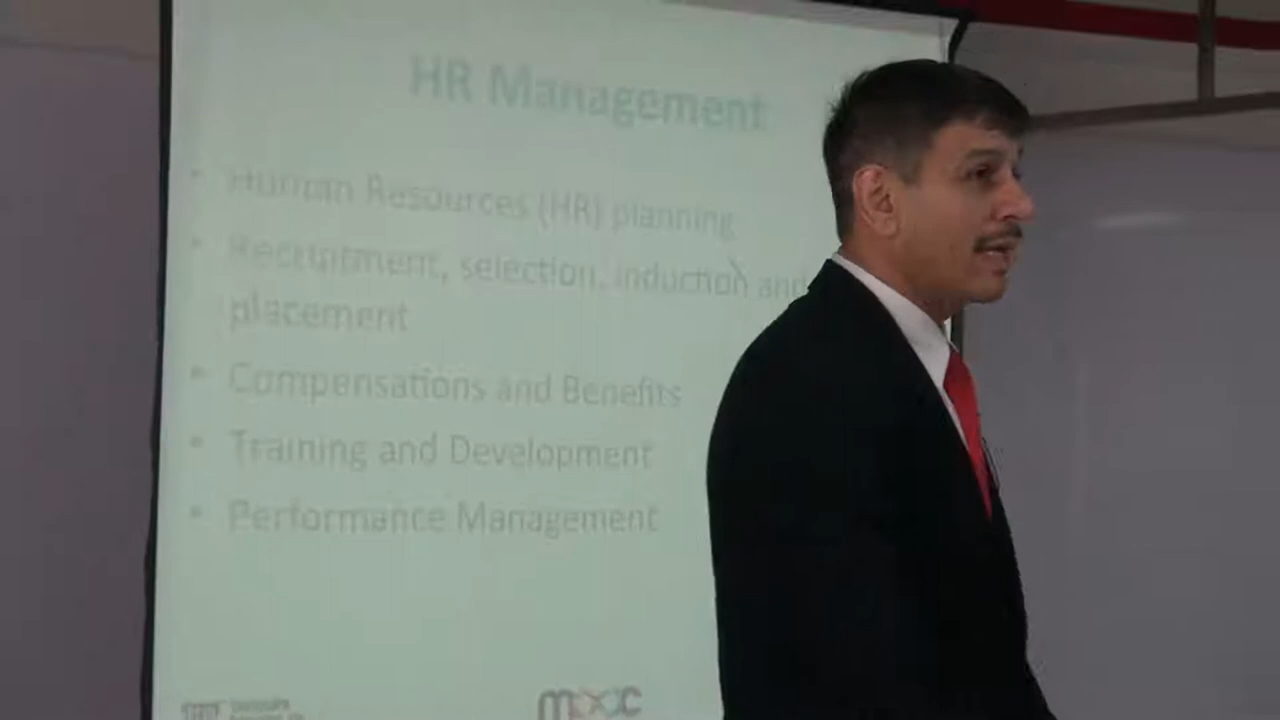 HR Management
• Human Resources (HR) planning
• Recruitment, selection, induction and
placement
• Compensations and Benefits
• Training and Development
• Performance Management
mooc